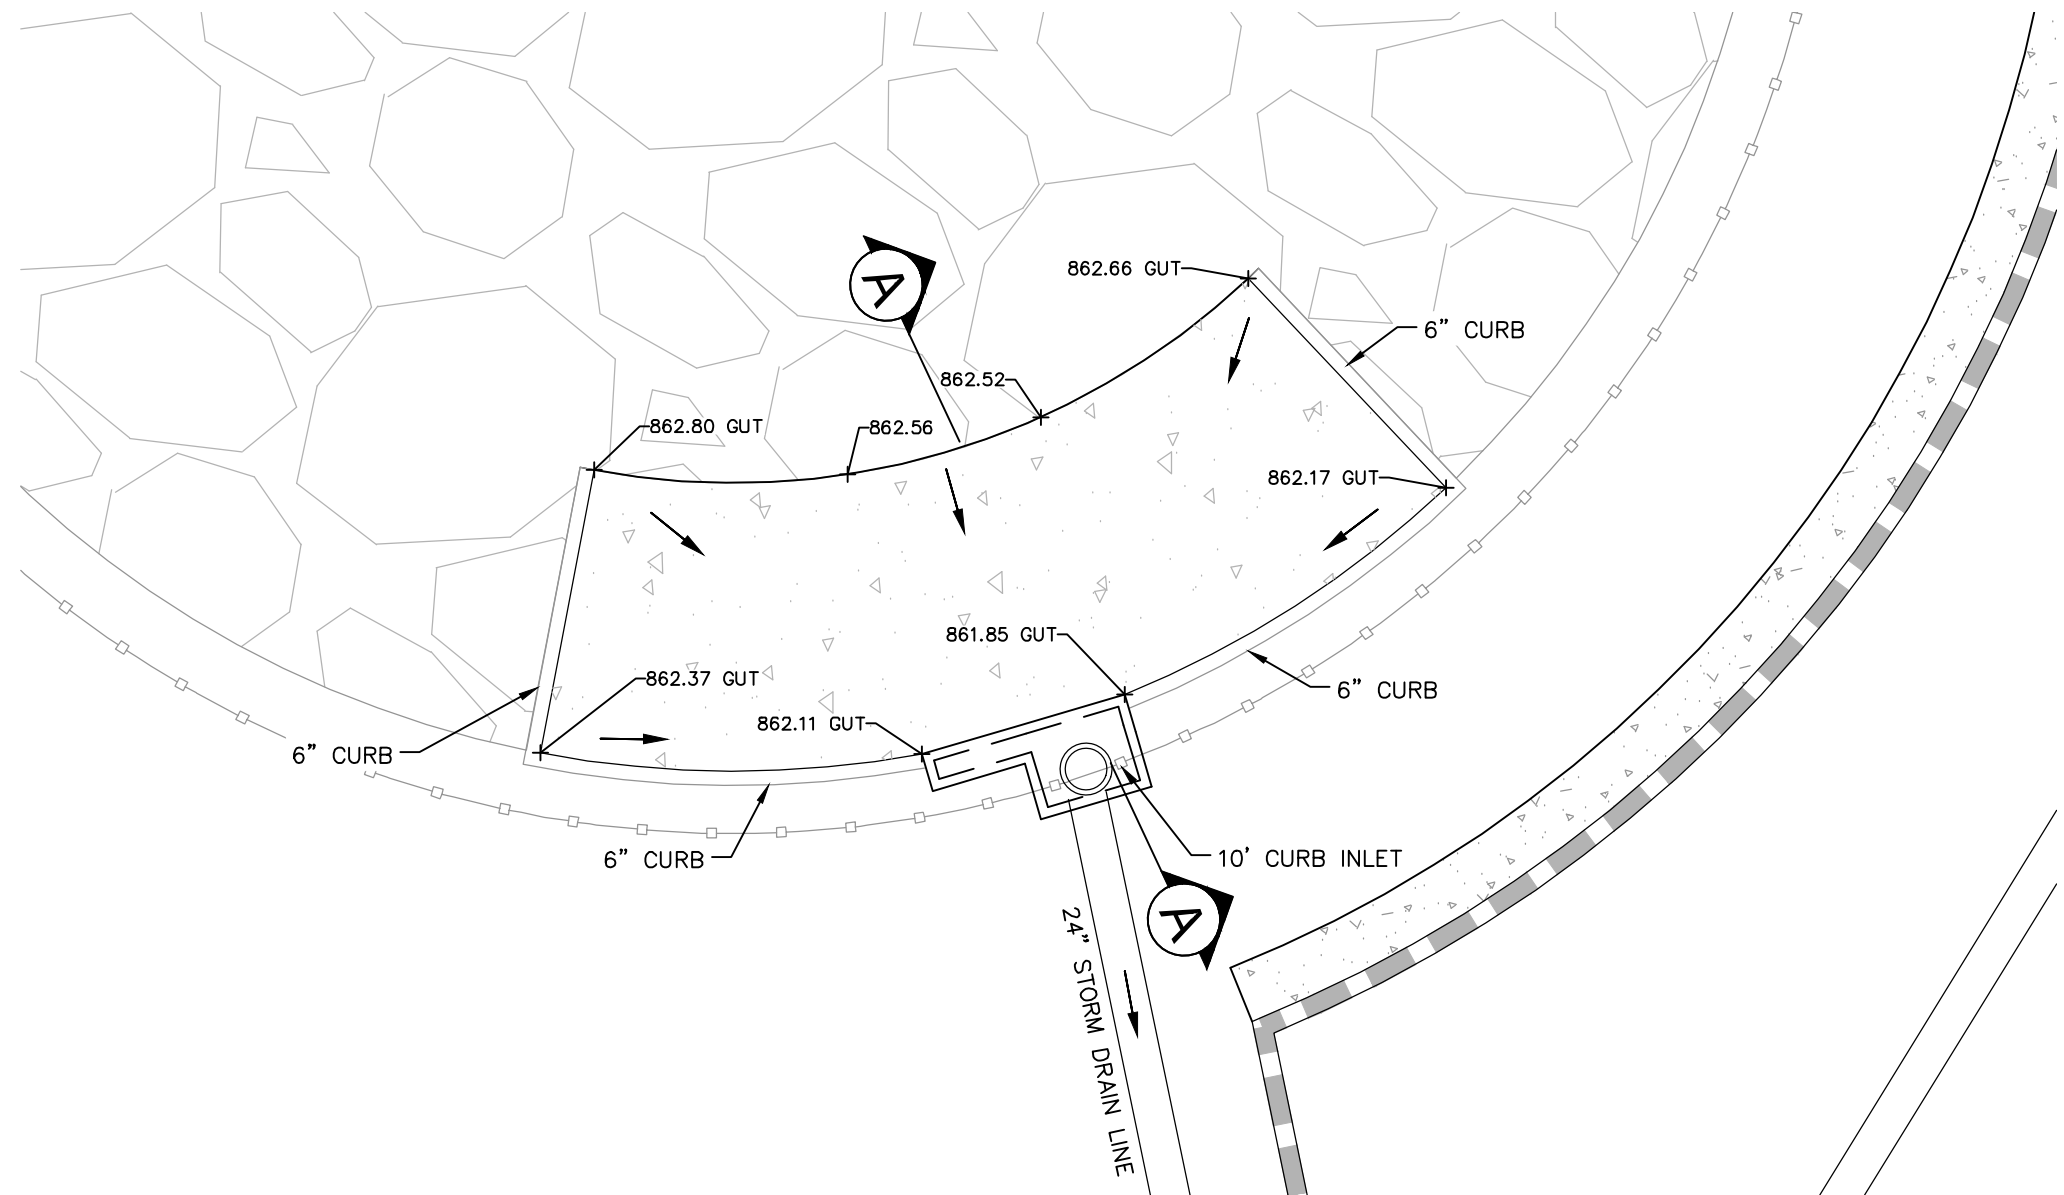 862.66 GUT
A
6” CURB
862.52
862.80 GUT
862.56
862.17 GUT
861.85 GUT
862.37 GUT
6” CURB
862.11 GUT
6” CURB
6” CURB
10’ CURB INLET
A
24” STORM DRAIN LINE